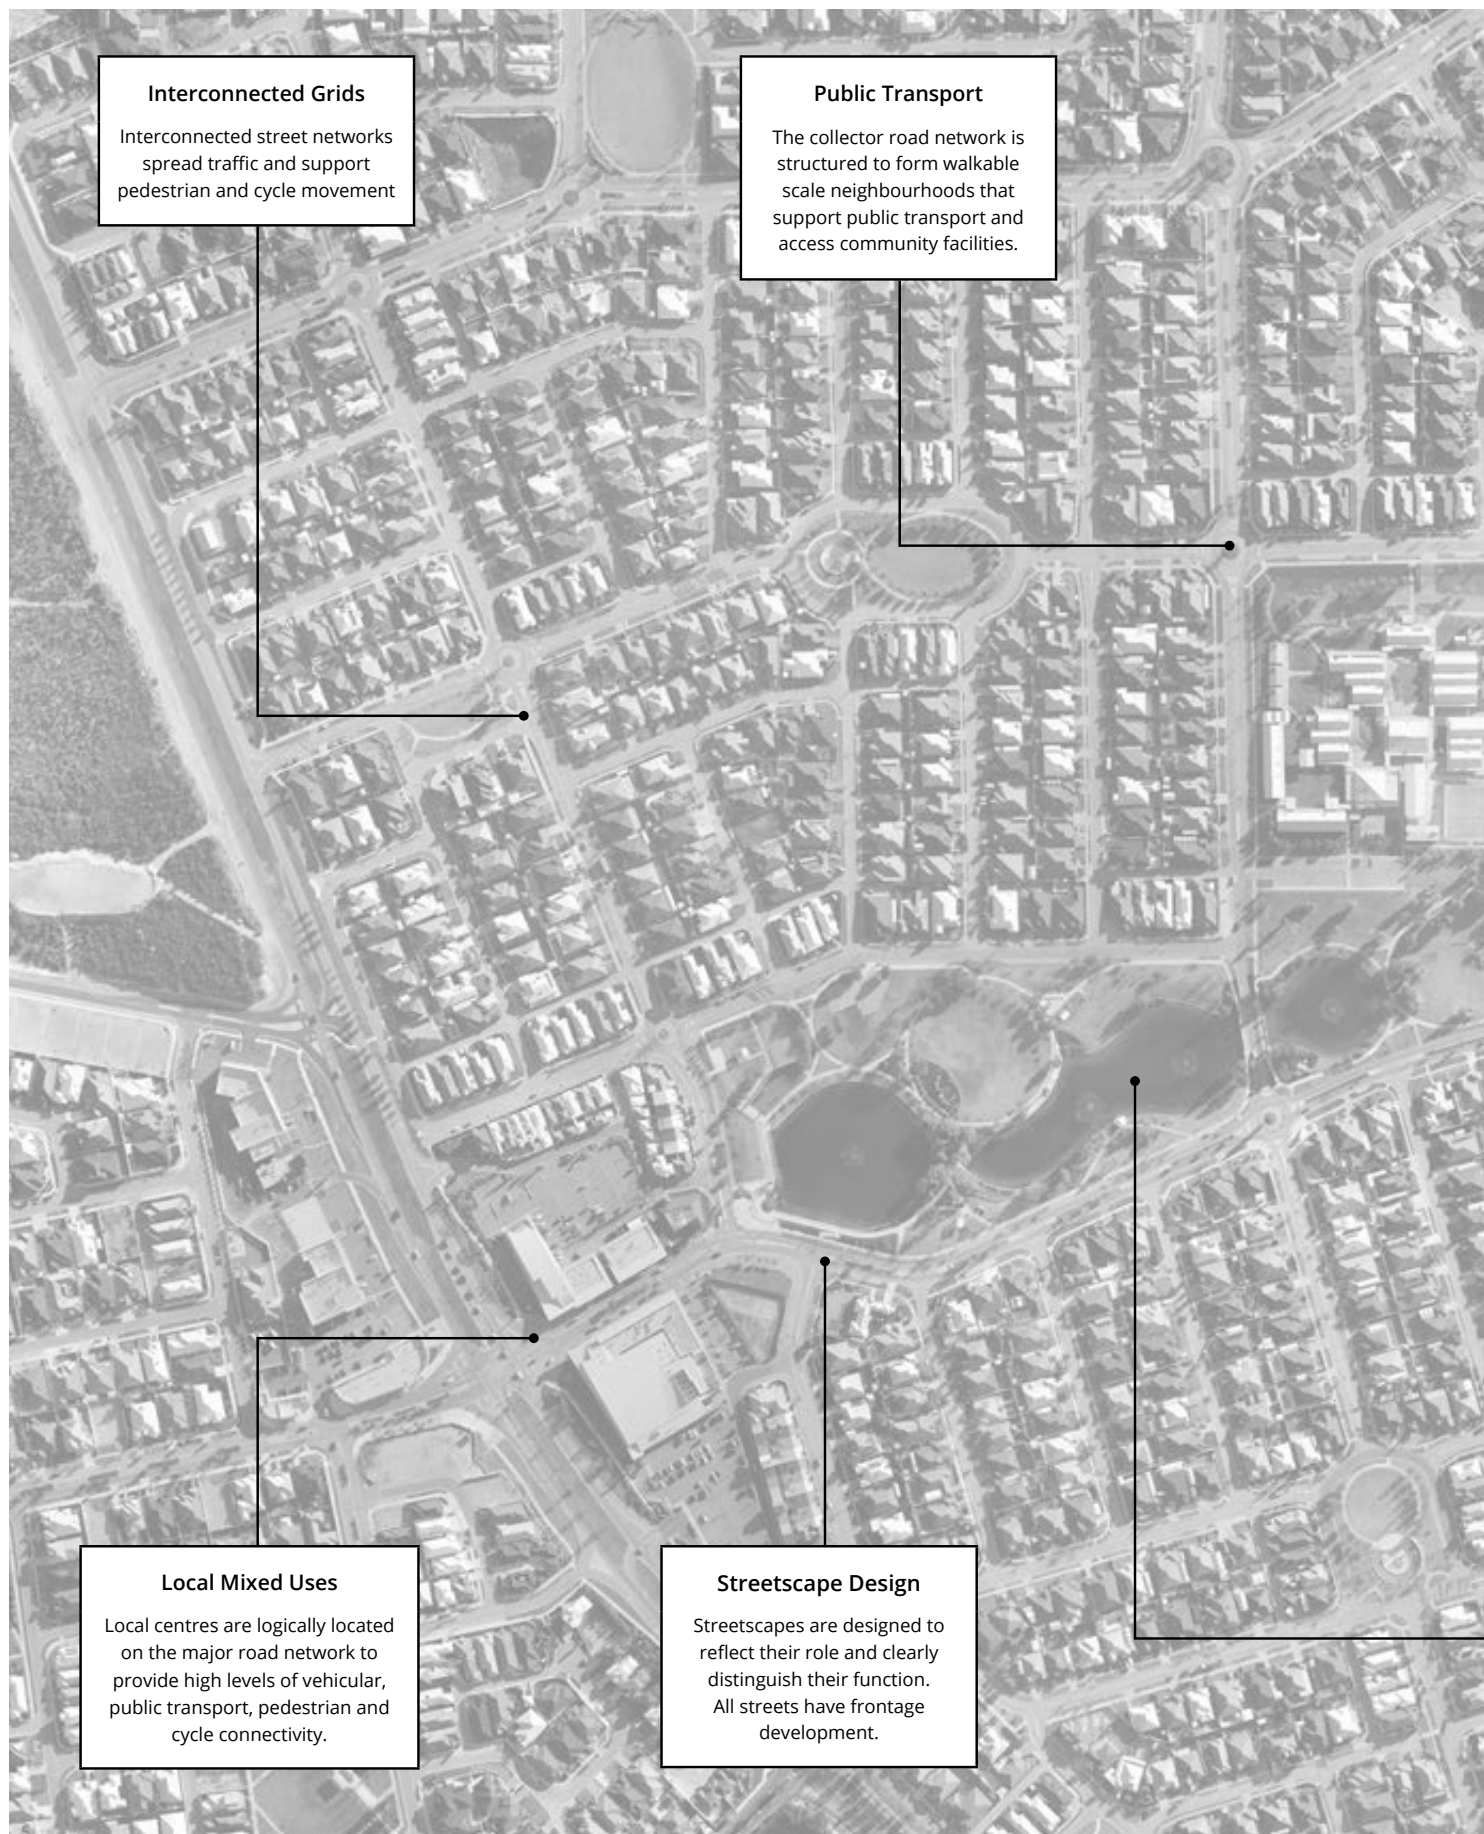 Interconnected Grids
Interconnected street networks
spread traffic and support
pedestrian and cycle movement
Public Transport
The collector road network is
structured to form walkable
scale neighbourhoods that
support public transport and
access community facilities.
Local Mixed Uses
Local centres are logically located
on the major road network to
provide high levels of vehicular,
public transport, pedestrian and
cycle connectivity.
Streetscape Design
Streetscapes are designed to
reflect their role and clearly
distinguish their function.
All streets have frontage
development.